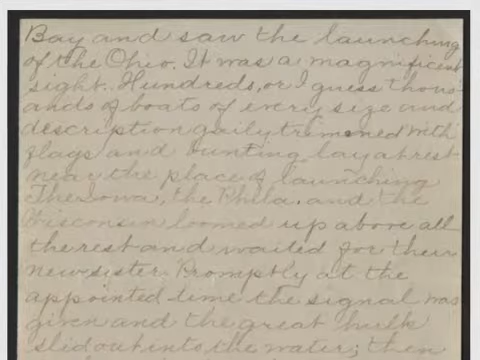 Bay and saw the launching
of the Ohio. It was a magnificent
sight. Hundreds, or I guess thous
ands of boats of every size and
description gaily trimmed with
flags and bunting lay at rest
near the place of launching
The Iowa, the Phila. and the
Wisconsin loomed up above all
the rest and waited for their
new sister. Promptly at the
appointed time the signal was
given and the great hulk
slid out into the water; then